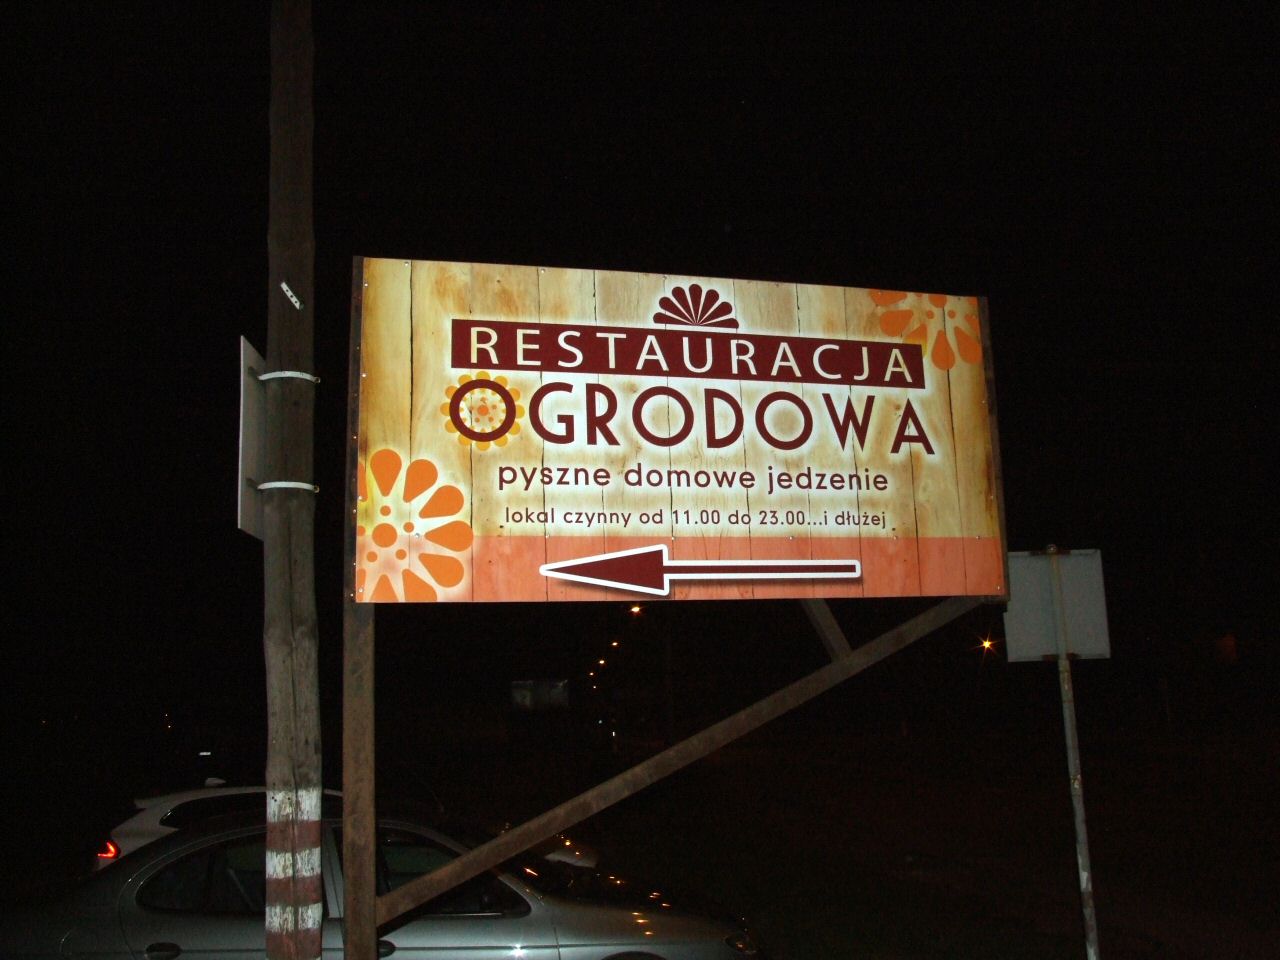 RESTAURACJA
OGRODOWA
pyszne domowe jedzenie
lokal czynny od 11.00 do 23.00...i dłużej